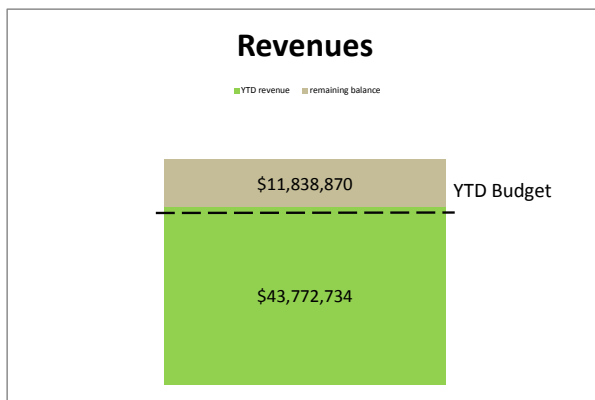 Revenues
YTD revenue remaining balance
$11,838,870
YTD Budget
$43,772,734